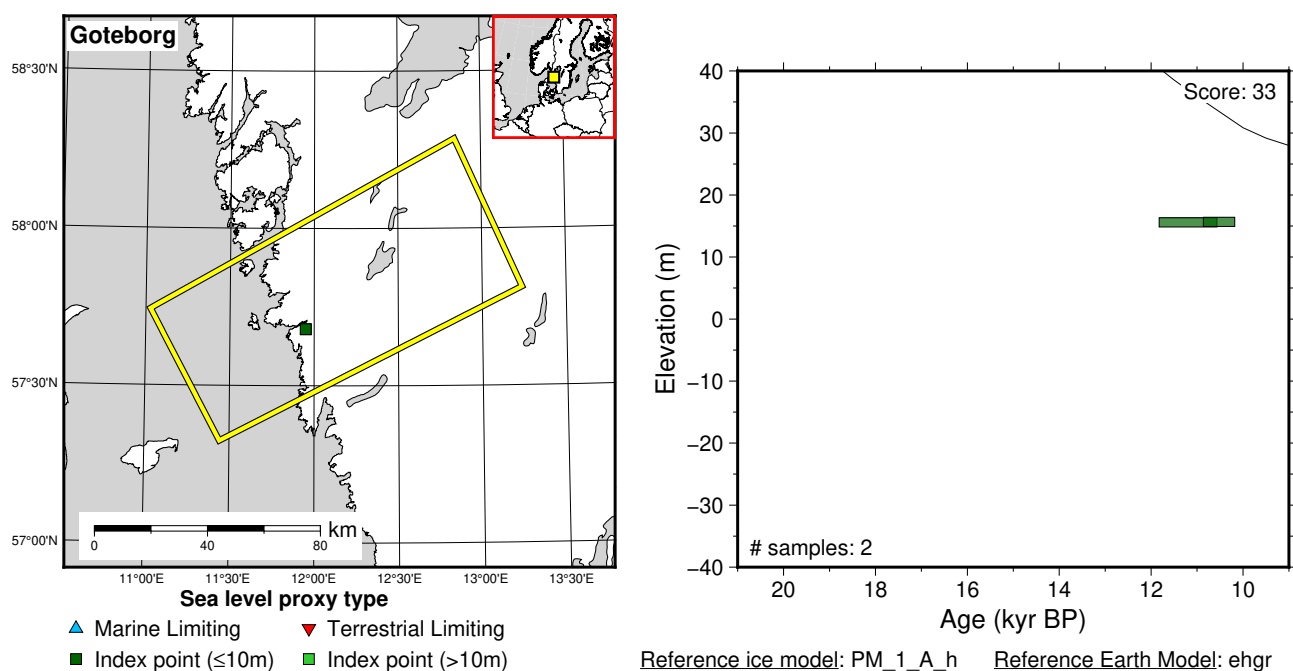 Goteborg
58°30'N
58°00'N
57°30'N
57°00'N
11°00'E 11°30'E 12°00'E 12°30'E 13°00'E 13°30'E
km
0 40 80
Sea level proxy type
Marine Limiting Terrestrial Limiting
Index point (≤10m) Index point (>10m)
Score: 33
40
30
20
10
0
−10
−20
−30
−40
Elevation (m)
# samples: 2
20 18 16 14 12 10
Age (kyr BP)
Reference ice model: PM_1_A_h Reference Earth Model: ehgr